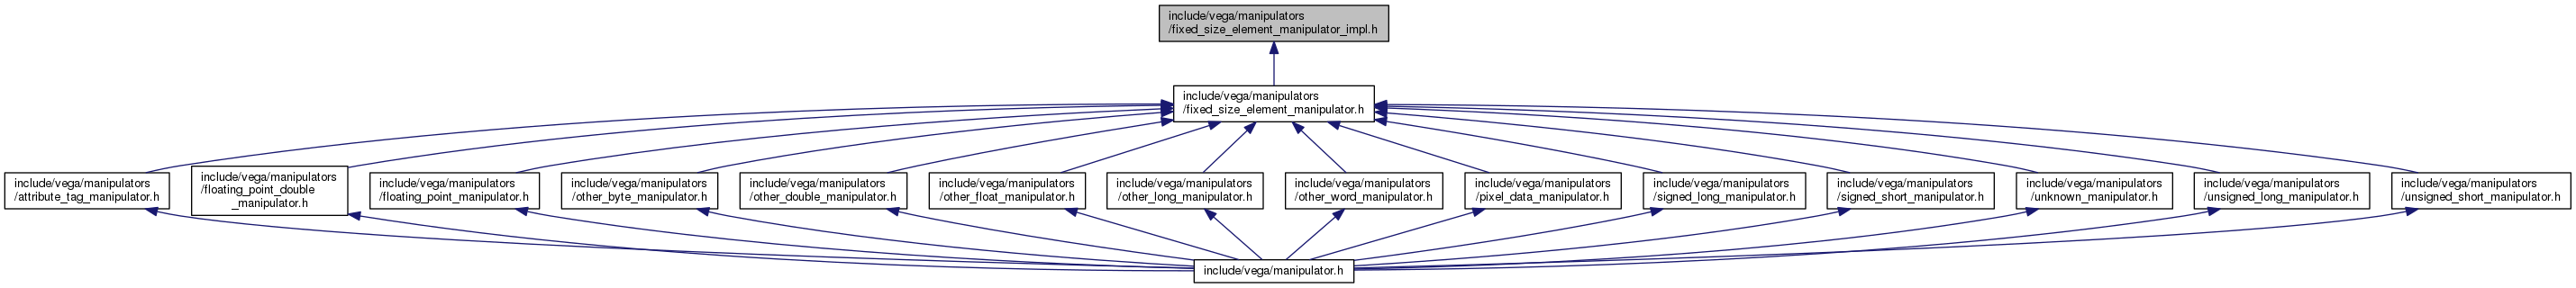 include/vega/manipulators
/fixed_size_element_manipulator_impl.h
include/vega/manipulators
/fixed_size_element_manipulator.h
include/vega/manipulators
/attribute_tag_manipulator.h
include/vega/manipulators
/floating_point_double
_manipulator.h
include/vega/manipulators
/floating_point_manipulator.h
include/vega/manipulators
/other_byte_manipulator.h
include/vega/manipulators
/other_double_manipulator.h
include/vega/manipulators
/other_float_manipulator.h
include/vega/manipulators
/other_long_manipulator.h
include/vega/manipulators
/other_word_manipulator.h
include/vega/manipulators
/pixel_data_manipulator.h
include/vega/manipulators
/signed_long_manipulator.h
include/vega/manipulators
/signed_short_manipulator.h
include/vega/manipulators
/unknown_manipulator.h
include/vega/manipulators
/unsigned_long_manipulator.h
include/vega/manipulators
/unsigned_short_manipulator.h
include/vega/manipulator.h